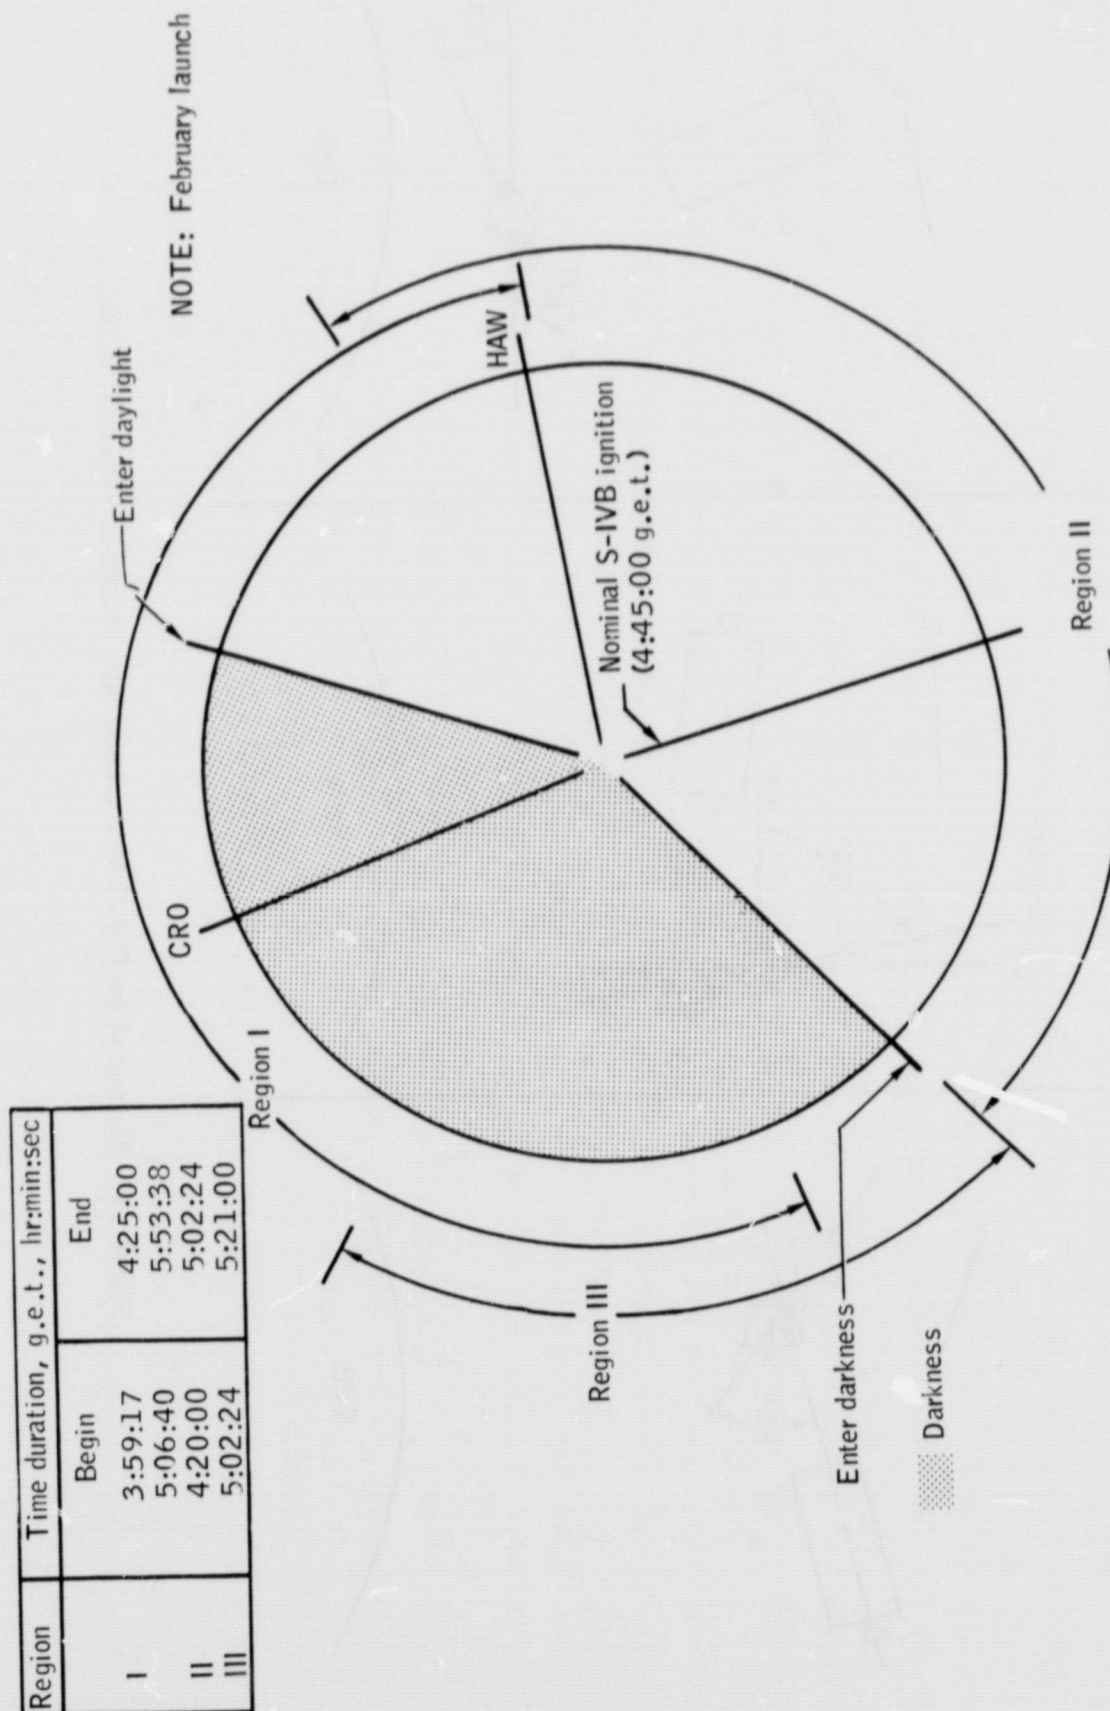 Region Time duration, g.e.t., hr:min:sec
Begin End
I 3:59:17 4:25:00
5:06:40 5:53:38
II 4:20:00 5:02:24
III 5:02:24 5:21:00
NOTE: February launch
Enter daylight
CRO
Region I
HAW
Nominal S-IVB ignition
(4:45:00 g.e.t.)
Region III
Enter darkness
Darkness
Region II